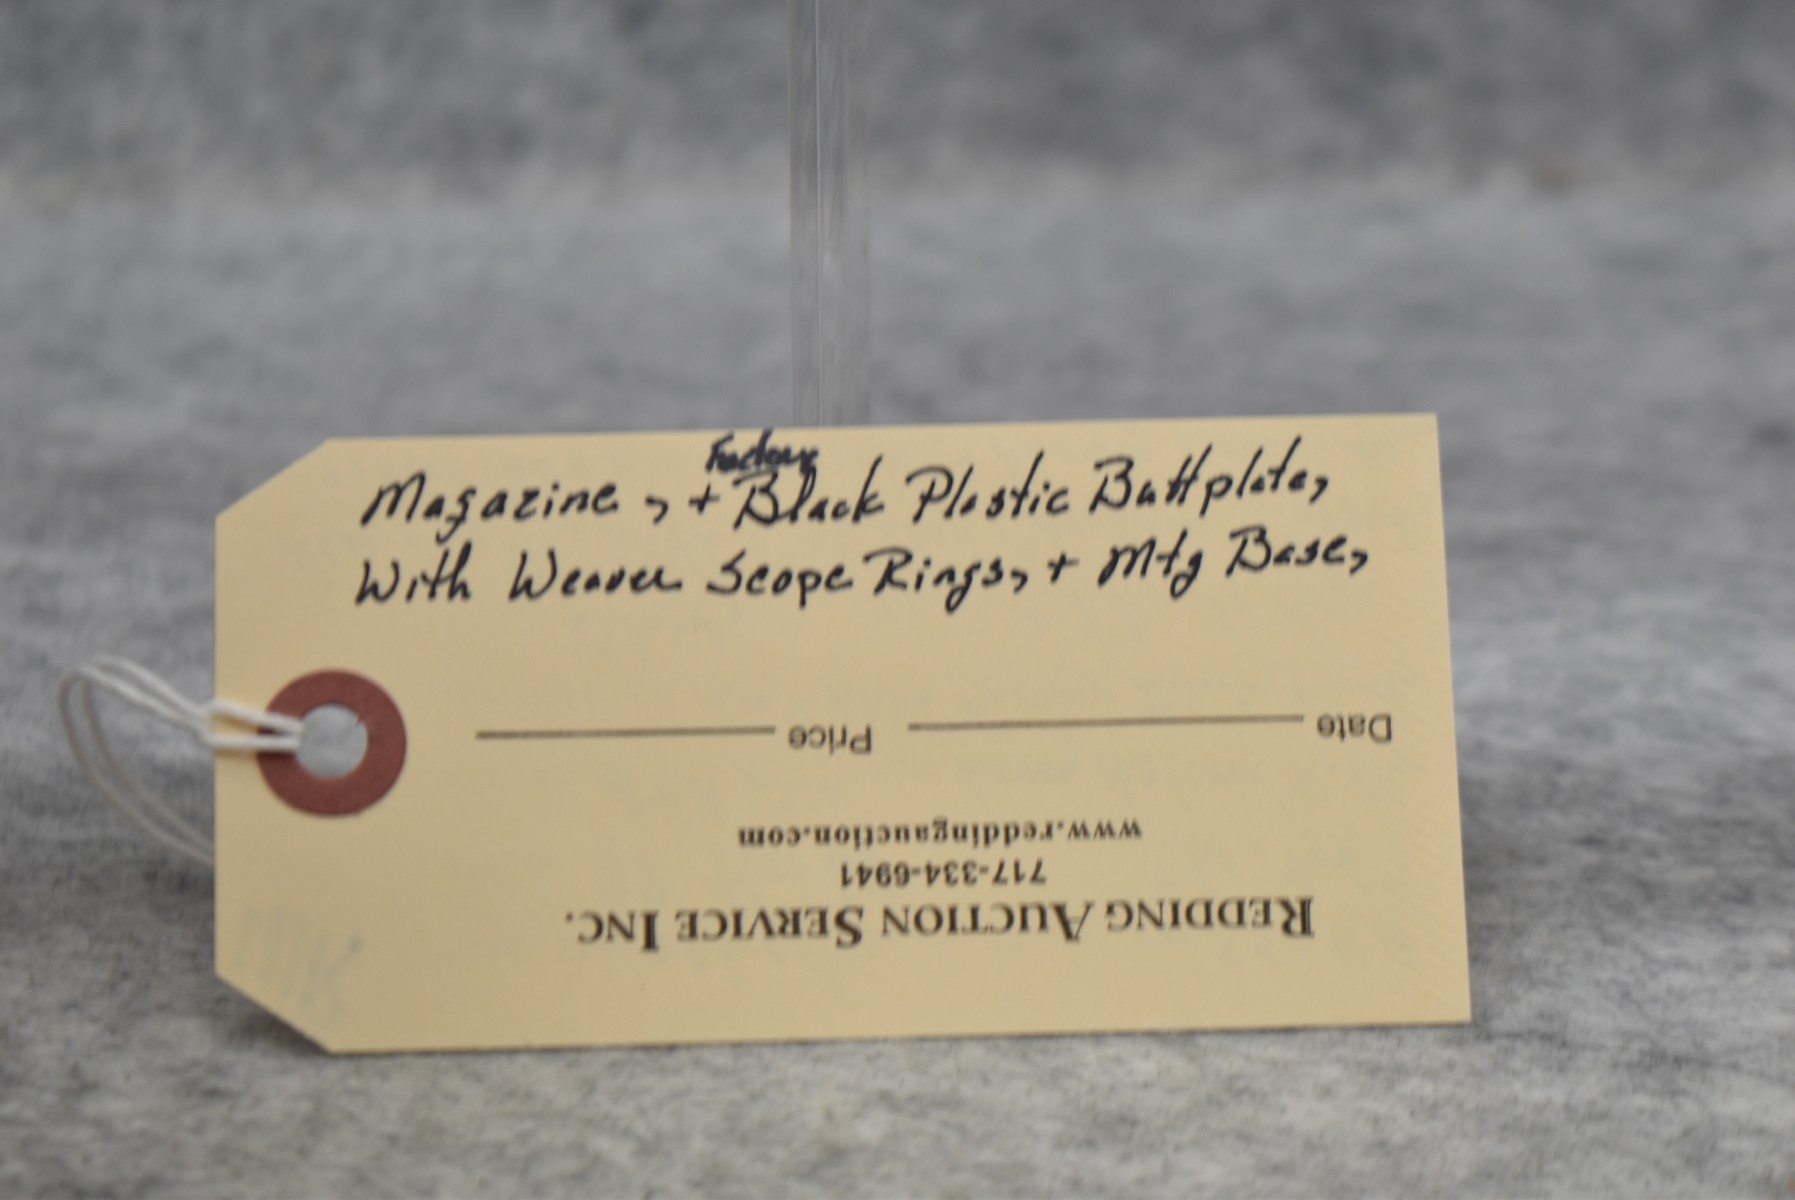 Factory
Magazine, + Black Plastic Buttplate,
With Weaver Scope Rings, + Mtg Base,
Date Price
www.reddingauction.com
717-334-6941
REDDING AUCTION SERVICE INC.